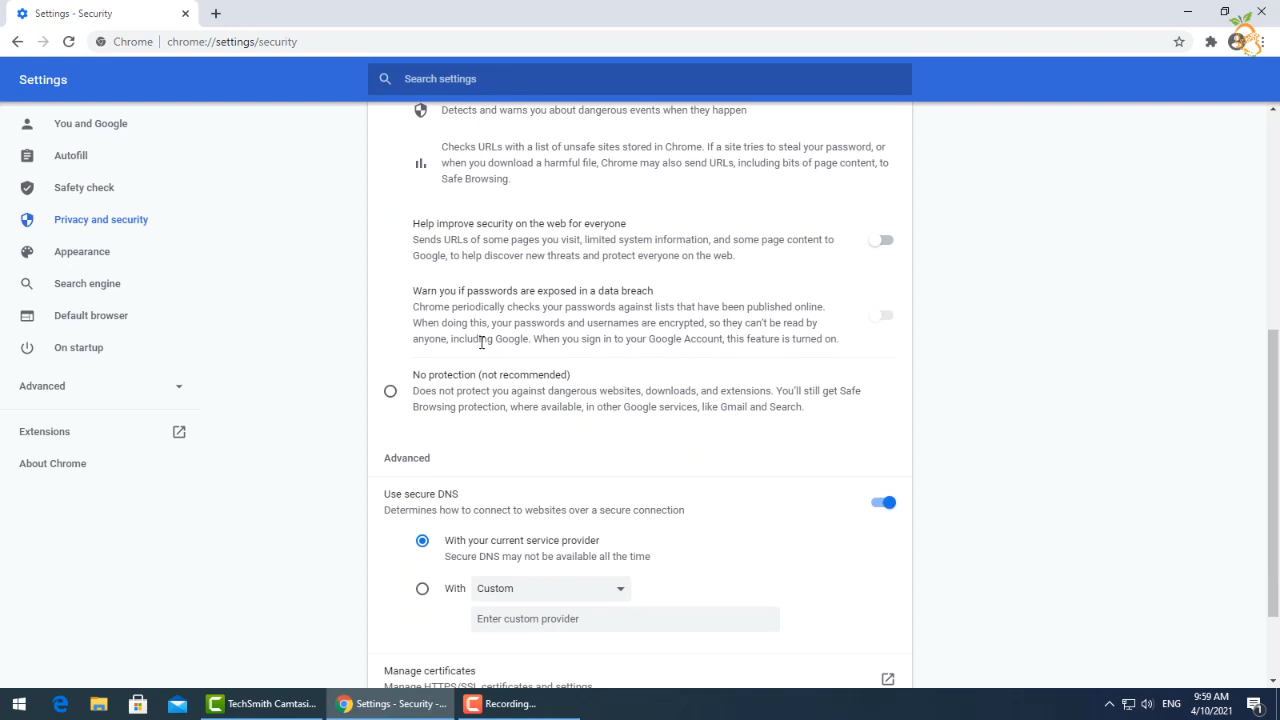 Settings - Security
Chrome
chrome://settings/security
Settings
Search settings
You and Google
Autofill
Safety check
Privacy and security
Appearance
Search engine
Default browser
On startup
Advanced
Extensions
About Chrome
Detects and warns you about dangerous events when they happen
Checks URLs with a list of unsafe sites stored in Chrome. If a site tries to steal your password, or
when you download a harmful file, Chrome may also send URLs, including bits of page content, to
Safe Browsing.
Help improve security on the web for everyone
Sends URLs of some pages you visit, limited system information, and some page content to
Google, to help discover new threats and protect everyone on the web.
Warn you if passwords are exposed in a data breach
Chrome periodically checks your passwords against lists that have been published online.
When doing this, your passwords and usernames are encrypted, so they can't be read by
anyone, including Google. When you sign in to your Google Account, this feature is turned on.
No protection (not recommended)
Does not protect you against dangerous websites, downloads, and extensions. You'll still get Safe
Browsing protection, where available, in other Google services, like Gmail and Search.
Advanced
Use secure DNS
Determines how to connect to websites over a secure connection
With your current service provider
Secure DNS may not be available all the time
With Custom
Enter custom provider
Manage certificates
Manage HTTPS/SSL certificates and settings
TechSmith Camtasi...
Settings - Security -...
Recording...
ENG
9:59 AM
4/10/2021
1